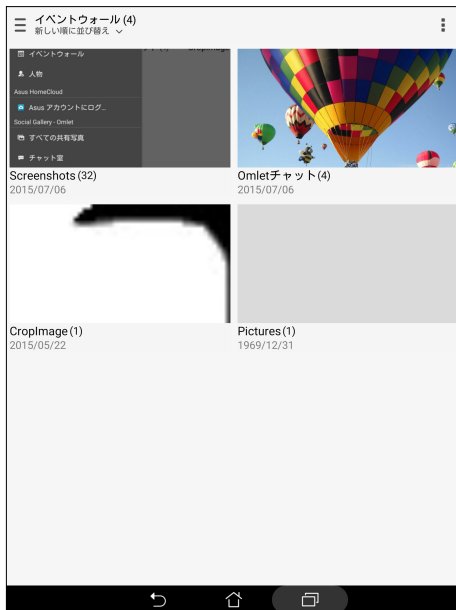 イベントウォール (4)
新しい順に並び替え
イベントウォール
人物
Asus HomeCloud
Asus アカウントにログ...
Social Gallery - Omlet
すべての共有写真
チャット室
Screenshots (32)
2015/07/06
Omletチャット(4)
2015/07/06
CropImage (1)
2015/05/22
Pictures (1)
1969/12/31